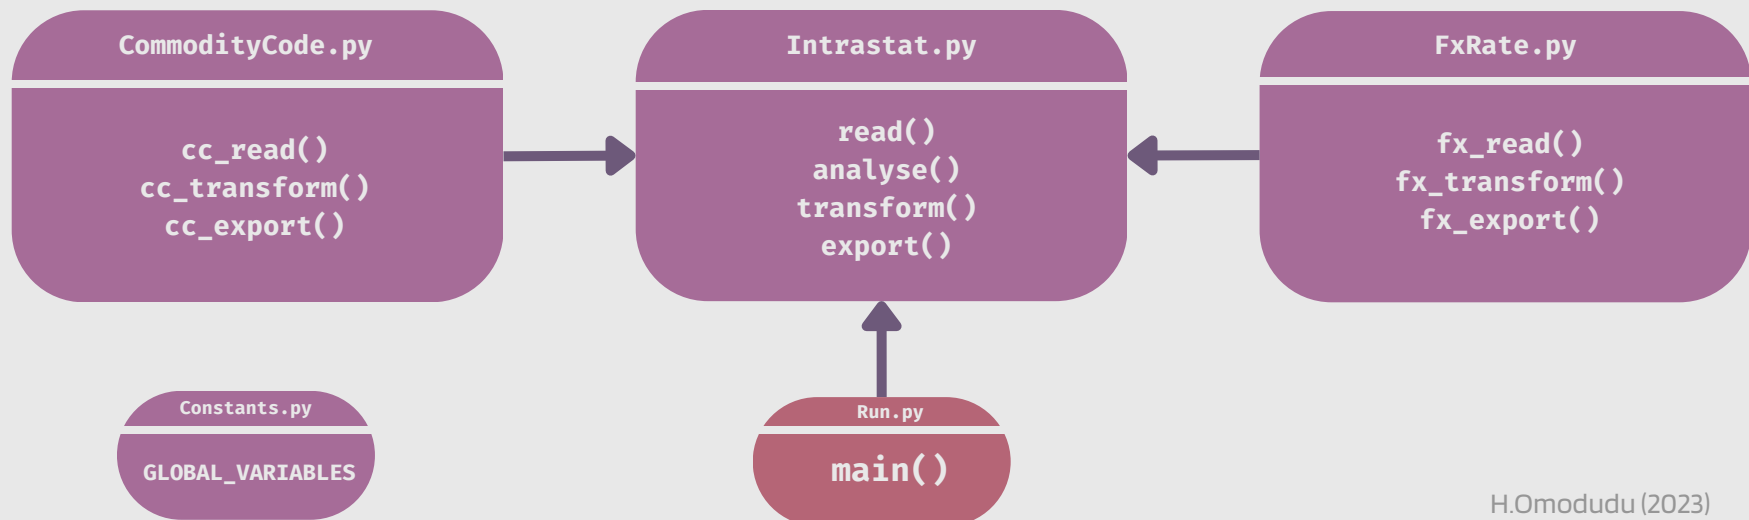 CommodityCode.py
cc_read()
cc_transform()
cc_export()
Intrastat.py
read()
analyse()
transform()
export()
FxRate.py
fx_read()
fx_transform()
fx_export()
Constants.py
GLOBAL_VARIABLES
Run.py
main()
H.Omodudu (2023)